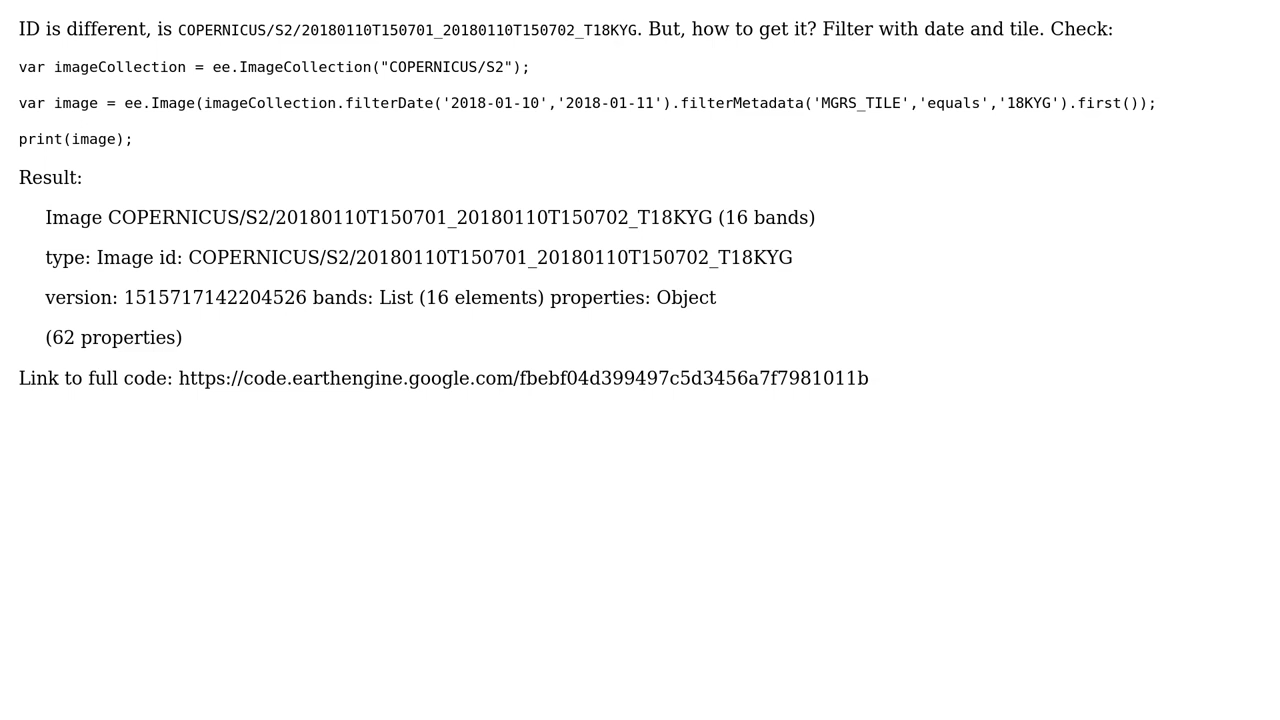 ID is different, is COPERNICUS/S2/20180110T150701_20180110T150702_T18KYG. But, how to get it? Filter with date and tile. Check:
var imageCollection = ee.ImageCollection("COPERNICUS/S2");
var image = ee.Image(imageCollection.filterDate('2018-01-10','2018-01-11').filterMetadata('MGRS_TILE','equals','18KYG').first());
print(image);
Result:
Image COPERNICUS/S2/20180110T150701_20180110T150702_T18KYG (16 bands)
type: Image id: COPERNICUS/S2/20180110T150701_20180110T150702_T18KYG
version: 1515717142204526 bands: List (16 elements) properties: Object
(62 properties)
Link to full code: https://code.earthengine.google.com/fbebf04d399497c5d3456a7f7981011b